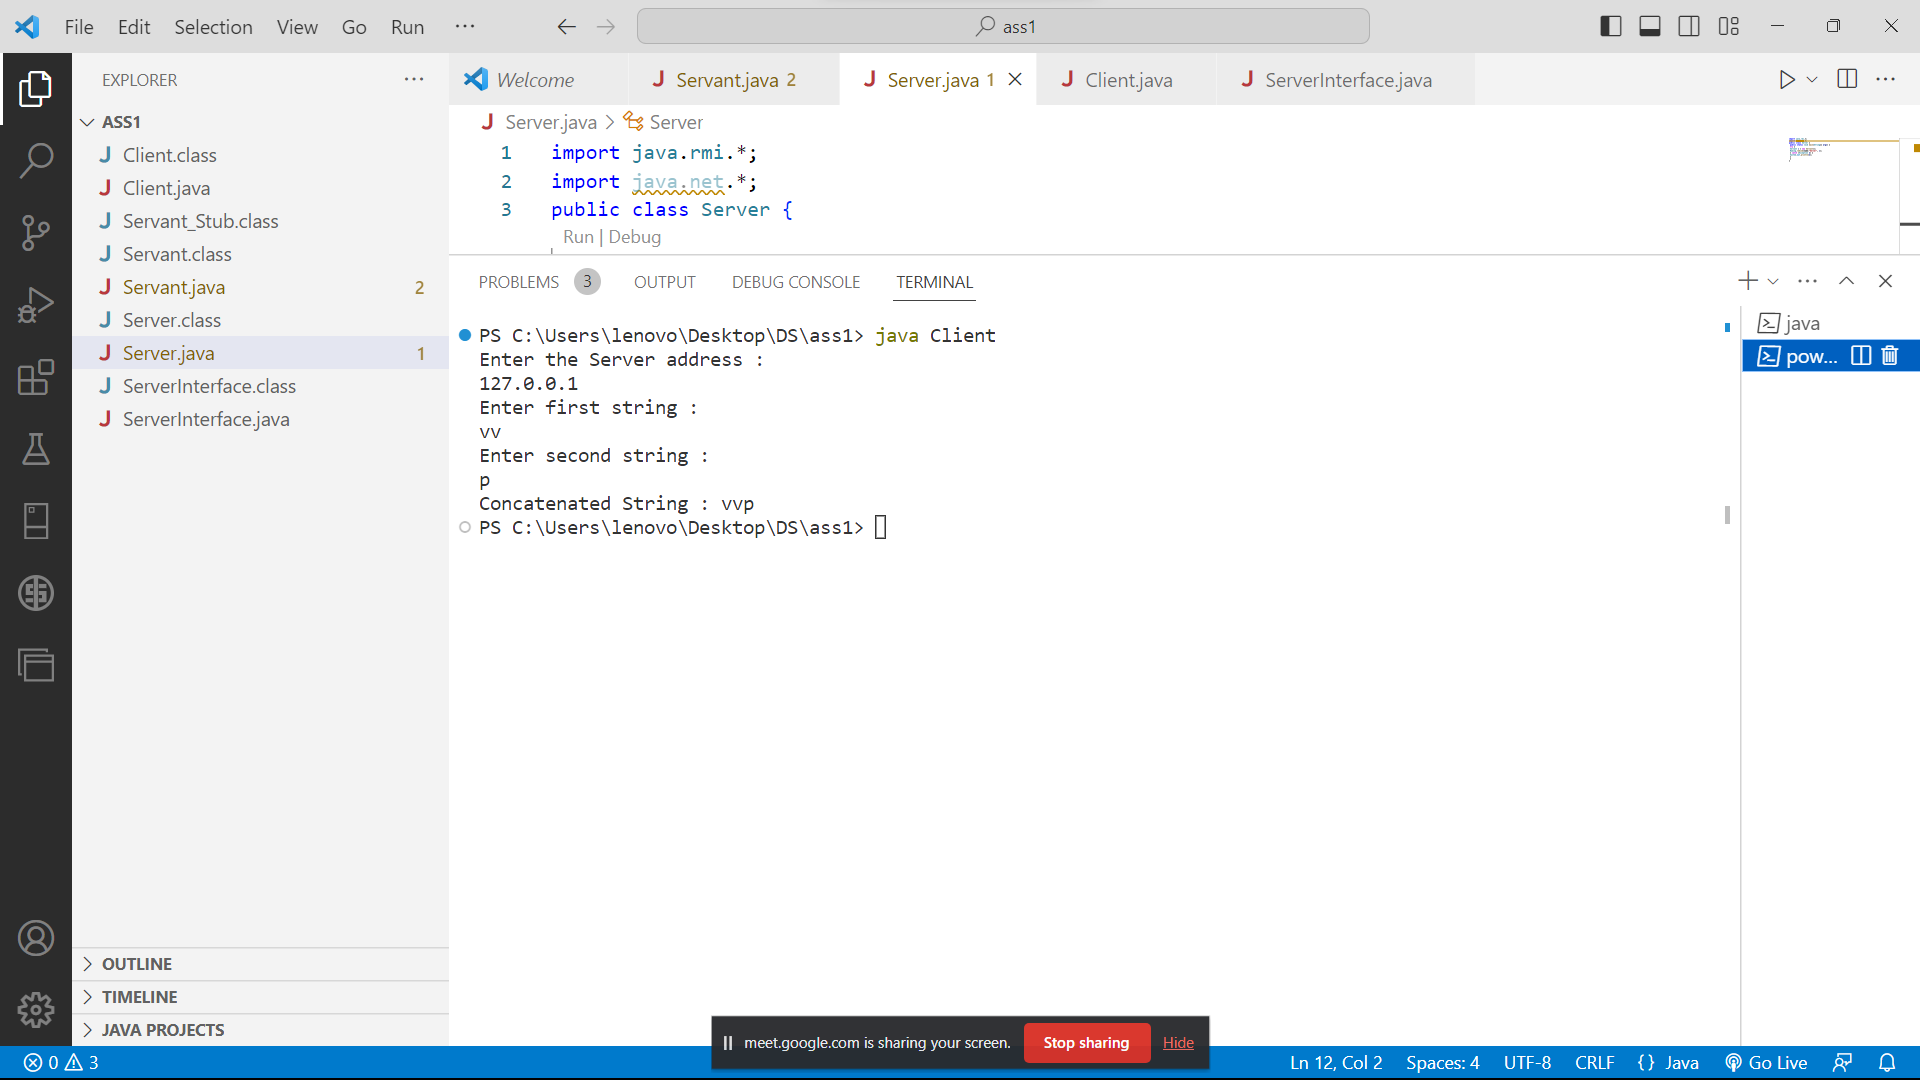 File Edit Selection View Go Run ···
ass1
EXPLORER ···
ASS1
J Client.class
J Client.java
J Servant_Stub.class
J Servant.class
J Servant.java 2
J Server.class
J Server.java 1
J ServerInterface.class
J ServerInterface.java
OUTLINE
TIMELINE
JAVA PROJECTS
Welcome J Servant.java 2 J Server.java 1 J Client.java J ServerInterface.java
J Server.java > Server
1 import java.rmi.*;
2 import java.net.*;
3 public class Server {
Run | Debug
PROBLEMS 3 OUTPUT DEBUG CONSOLE TERMINAL
PS C:\Users\lenovo\Desktop\DS\ass1> java Client
Enter the Server address :
127.0.0.1
Enter first string :
vv
Enter second string :
p
Concatenated String : vvp
PS C:\Users\lenovo\Desktop\DS\ass1>
java
pow...
meet.google.com is sharing your screen. Stop sharing Hide
0 3 Ln 12, Col 2 Spaces: 4 UTF-8 CRLF {} Java Go Live